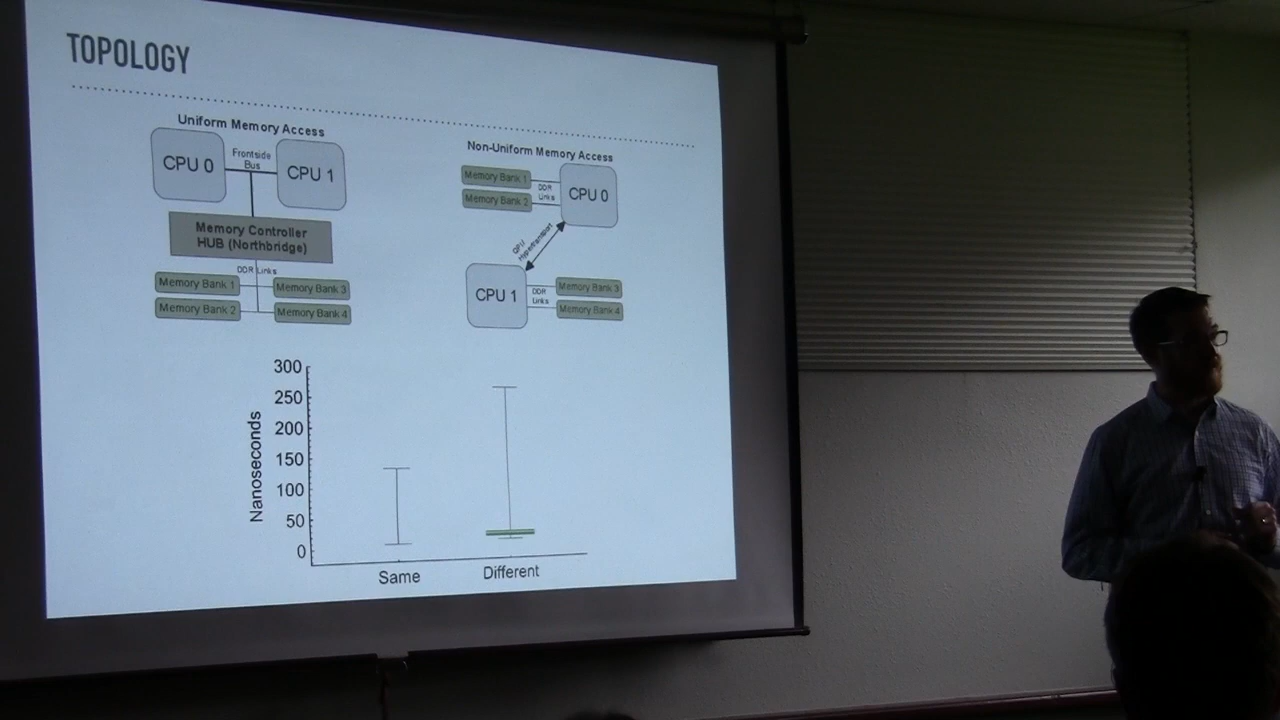 TOPOLOGY
Uniform Memory Access
CPU 0
Frontside
Bus
CPU 1
Memory Controller
HUB (Northbridge)
DDR Links
Memory Bank 1
Memory Bank 3
Memory Bank 2
Memory Bank 4
Non-Uniform Memory Access
Memory Bank 1
Memory Bank 2
DDR
Links
CPU 0
Hypertransport
CPU 1
DDR
Links
Memory Bank 3
Memory Bank 4
Nanoseconds
300
250
200
150
100
50
0
Same
Different